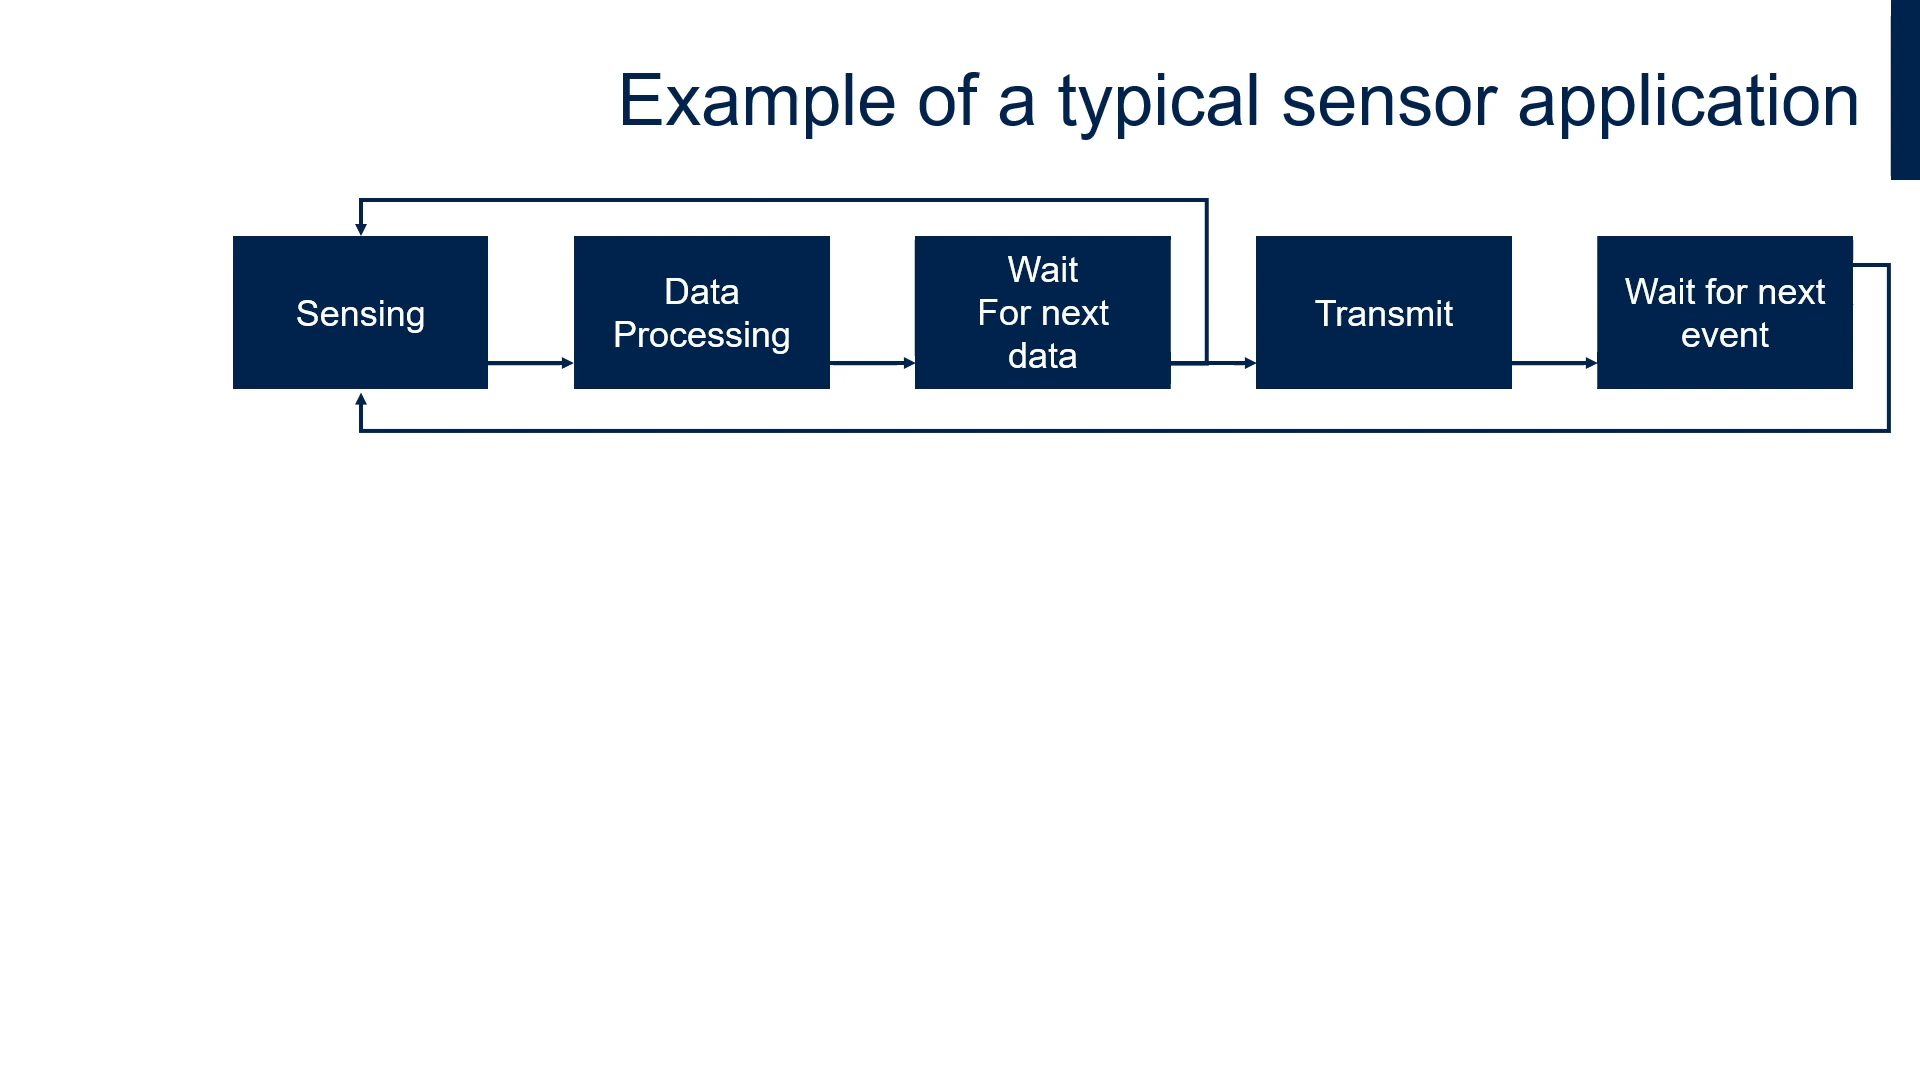 Example of a typical sensor application
Sensing
Data
Processing
Wait
For next
data
Transmit
Wait for next
event